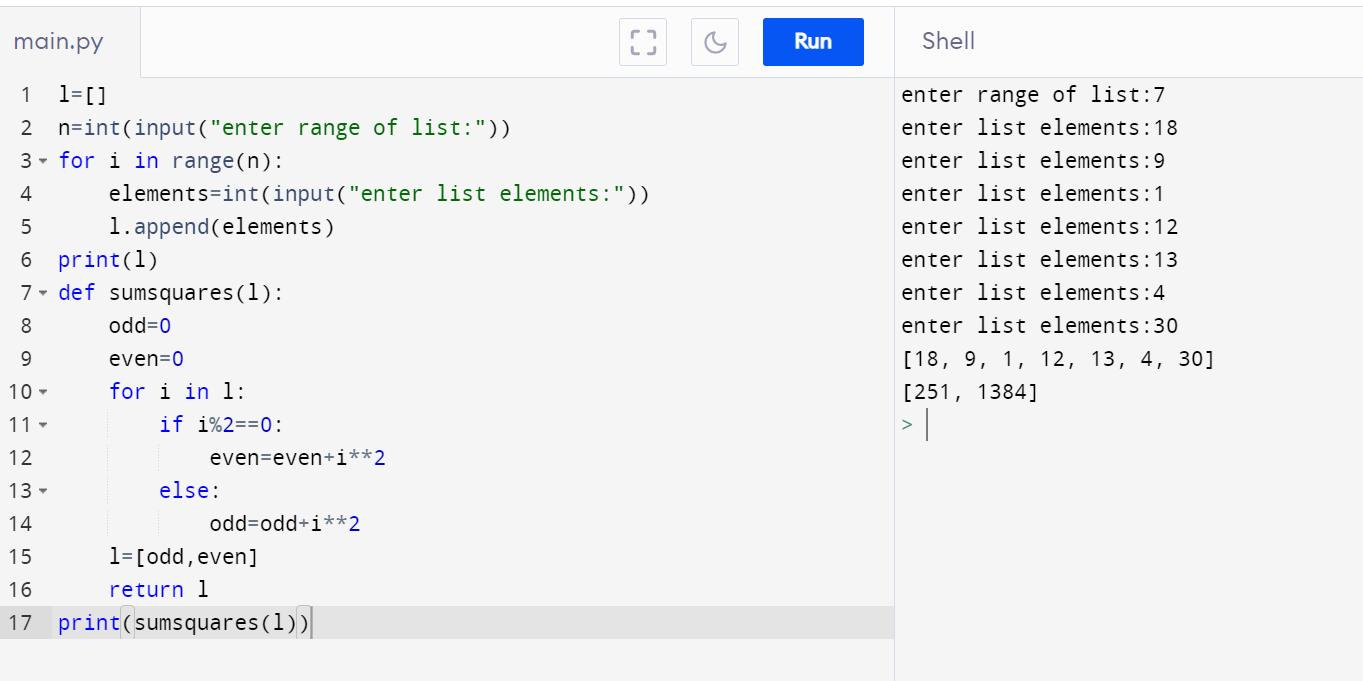 main.py
Run
Shell
1 l=[]
2 n=int(input("enter range of list:"))
3 for i in range(n):
4     elements=int(input("enter list elements:"))
5     l.append(elements)
6 print(l)
7 def sumsquares(l):
8     odd=0
9     even=0
10     for i in l:
11         if i%2==0:
12             even=even+i**2
13         else:
14             odd=odd+i**2
15     l=[odd,even]
16     return l
17 print(sumsquares(l))
enter range of list:7
enter list elements:18
enter list elements:9
enter list elements:1
enter list elements:12
enter list elements:13
enter list elements:4
enter list elements:30
[18, 9, 1, 12, 13, 4, 30]
[251, 1384]
>